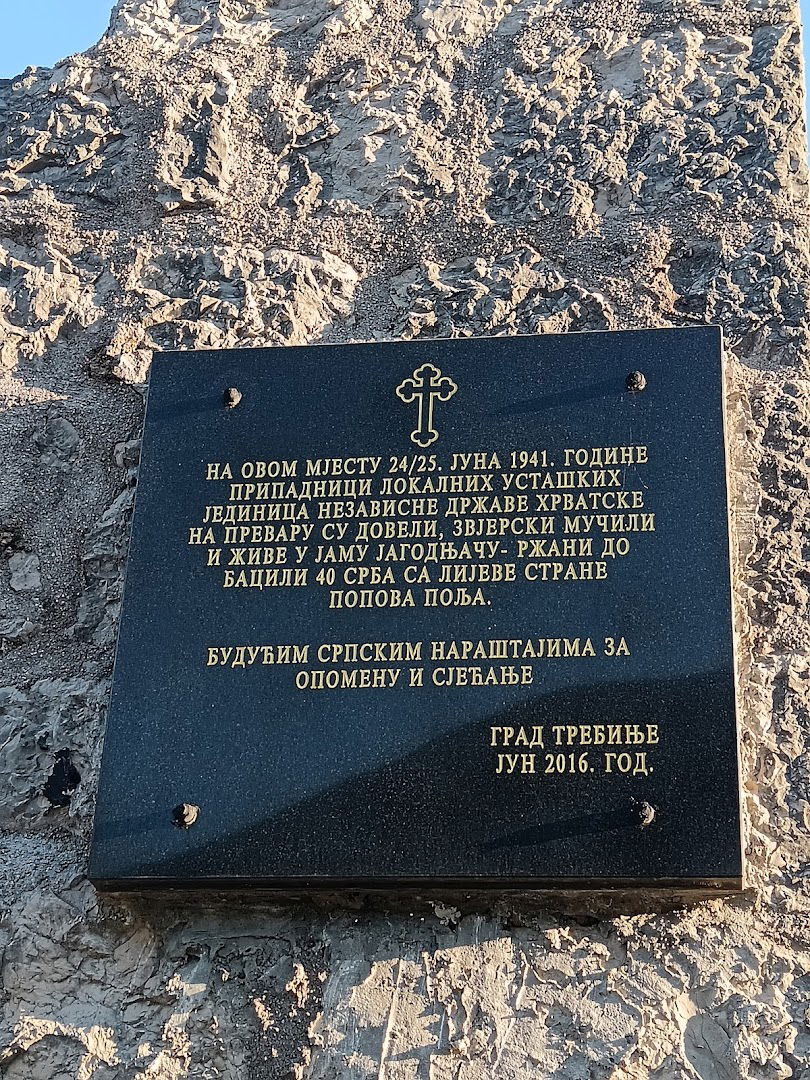 НА ОВОМ МЈЕСТУ 24/25. ЈУНА 1941. ГОДИНЕ
ПРИПАДНИЦИ ЛОКАЛНИХ УСТАШКИХ
ЈЕДИНИЦА НЕЗАВИСНЕ ДРЖАВЕ ХРВАТСКЕ
НА ПРЕВАРУ СУ ДОВЕЛИ, ЗВЈЕРСКИ МУЧИЛИ
И ЖИВЕ У ЈАМУ ЈАГОДЊАЧУ- РЖАНИ ДО
БАЦИЛИ 40 СРБА СА ЛИЈЕВЕ СТРАНЕ
ПОПОВА ПОЉА.
БУДУЋИМ СРПСКИМ НАРАШТАЈИМА ЗА
ОПОМЕНУ И СЈЕЋАЊЕ
ГРАД ТРЕБИЊЕ
ЈУН 2016. ГОД.